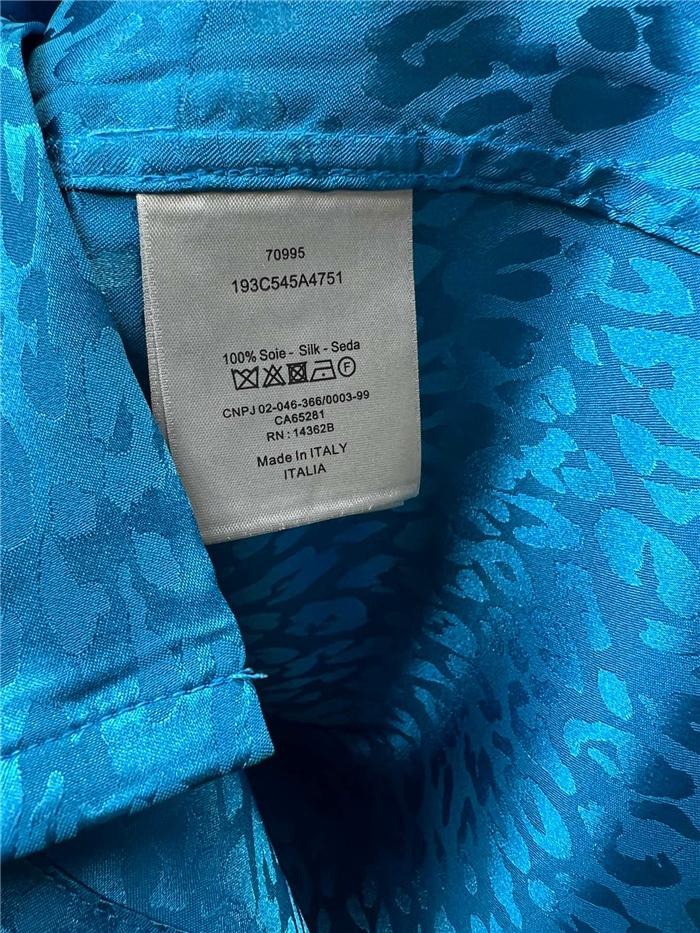 70995
193C545A4751
100% Soie - Silk - Seda
F
CNPJ 02-046-366/0003-99
CA65281
RN : 14362B
Made In ITALY
ITALIA